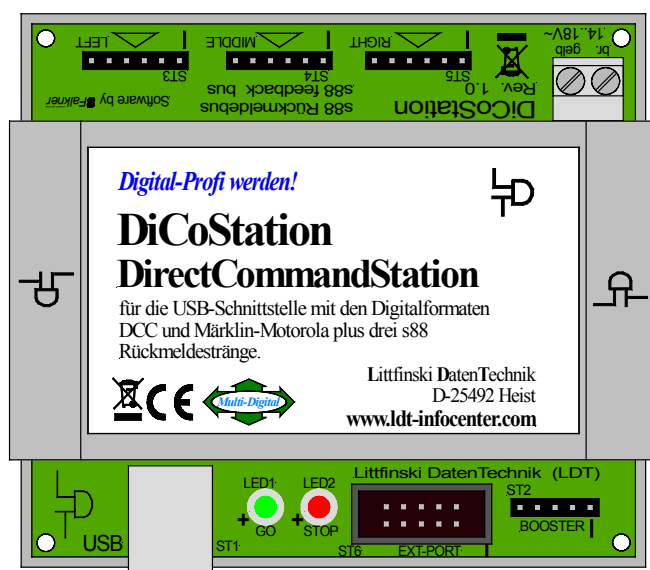 LEFT
MIDDLE
RIGHT
14..18V~
gelb
br.
ST3
ST4
ST5
s88 feedback bus
Rev. 1.0
Software by Falkner
s88 Rückmeldebus
DiCoStation
Digital-Profi werden!
DiCoStation
DirectCommandStation
für die USB-Schnittstelle mit den Digitalformaten
DCC und Märklin-Motorola plus drei s88
Rückmeldestränge.
Littfinski DatenTechnik
D-25492 Heist
www.ldt-infocenter.com
CE
Multi-Digital
Littfinski DatenTechnik (LDT)
LED1
LED2
ST2
+
+
GO
STOP
BOOSTER
USB
ST1
ST6
EXT-PORT